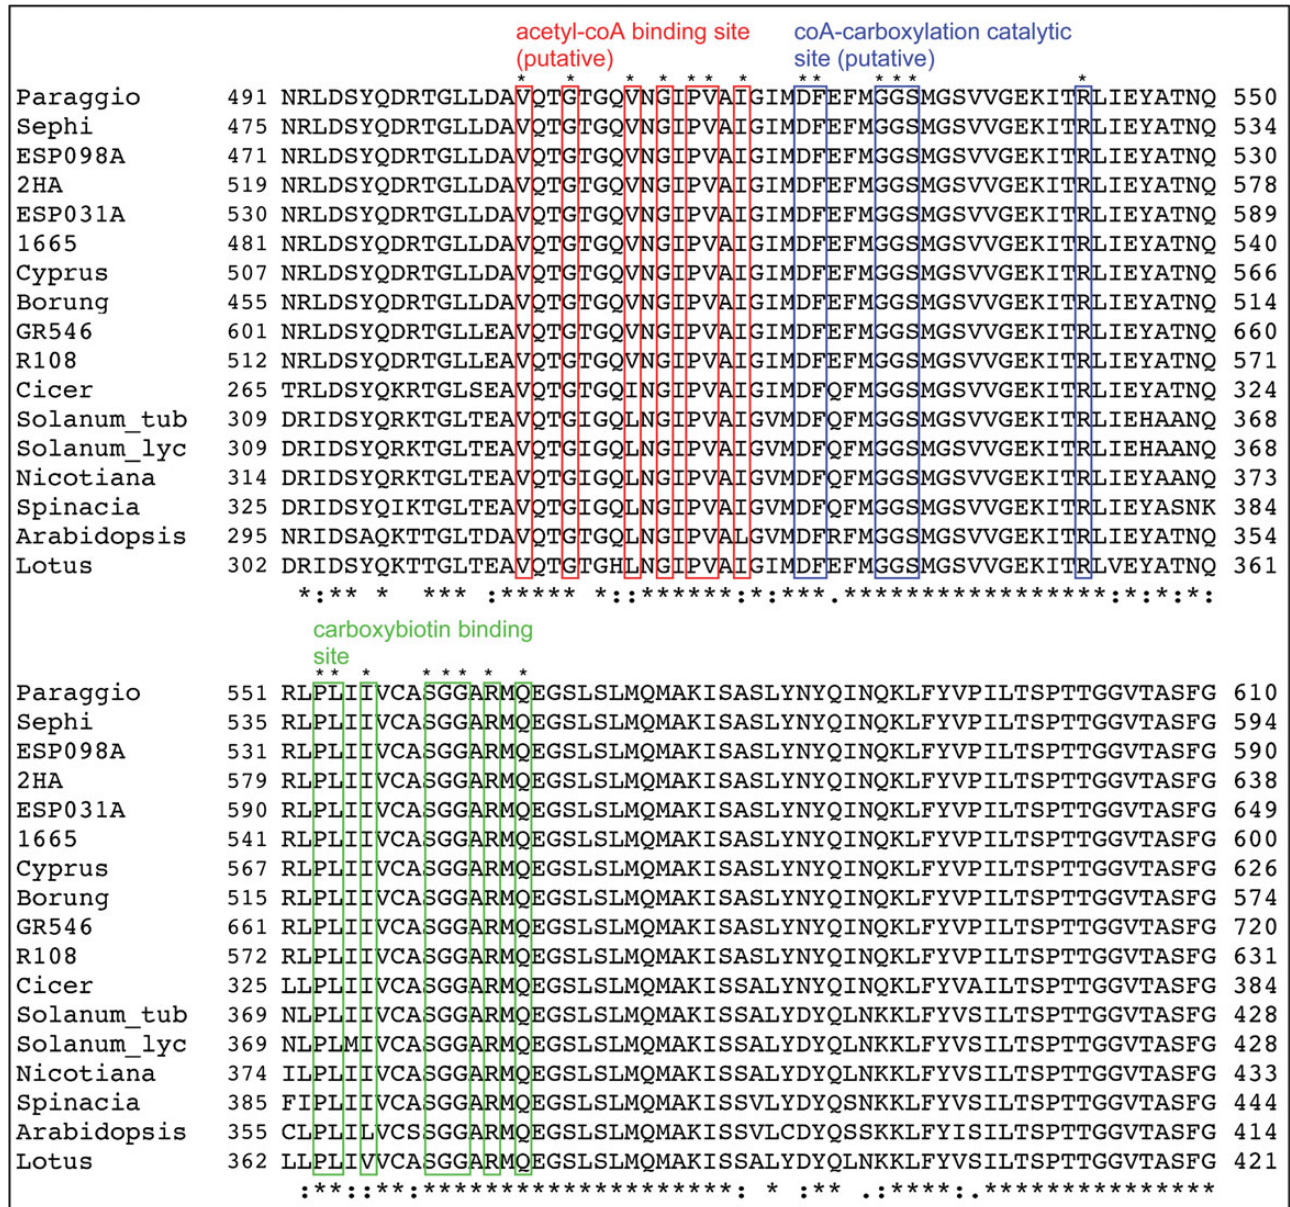 acetyl-coA binding site coA-carboxylation catalytic
(putative) site (putative)
* * * * ** * ** *** *
Paraggio 491 NRLDSYQDRTGLLDAVQTGTGQVNGIPVAIGIMDFEFMGGSMGSVVGEKITRLIEYATNQ 550
Sephi 475 NRLDSYQDRTGLLDAVQTGTGQVNGIPVAIGIMDFEFMGGSMGSVVGEKITRLIEYATNQ 534
ESP098A 471 NRLDSYQDRTGLLDAVQTGTGQVNGIPVAIGIMDFEFMGGSMGSVVGEKITRLIEYATNQ 530
2HA 519 NRLDSYQDRTGLLDAVQTGTGQVNGIPVAIGIMDFEFMGGSMGSVVGEKITRLIEYATNQ 578
ESP031A 530 NRLDSYQDRTGLLDAVQTGTGQVNGIPVAIGIMDFEFMGGSMGSVVGEKITRLIEYATNQ 589
1665 481 NRLDSYQDRTGLLDAVQTGTGQVNGIPVAIGIMDFEFMGGSMGSVVGEKITRLIEYATNQ 540
Cyprus 507 NRLDSYQDRTGLLDAVQTGTGQVNGIPVAIGIMDFEFMGGSMGSVVGEKITRLIEYATNQ 566
Borung 455 NRLDSYQDRTGLLDAVQTGTGQVNGIPVAIGIMDFEFMGGSMGSVVGEKITRLIEYATNQ 514
GR546 601 NRLDSYQDRTGLLEAVQTGTGQVNGIPVAIGIMDFEFMGGSMGSVVGEKITRLIEYATNQ 660
R108 512 NRLDSYQDRTGLLEAVQTGTGQVNGIPVAIGIMDFEFMGGSMGSVVGEKITRLIEYATNQ 571
Cicer 265 TRLDSYQKRTGLSEAVQTGTGQINGIPVAIGIMDFQFMGGSMGSVVGEKITRLIEYATNQ 324
Solanum_tub 309 DRIDSYQRKTGLTEAVQTGIGQLNGIPVAIGVMDFQFMGGSMGSVVGEKITRLIEHAANQ 368
Solanum_lyc 309 DRIDSYQRKTGLTEAVQTGIGQLNGIPVAIGVMDFQFMGGSMGSVVGEKITRLIEHAANQ 368
Nicotiana 314 DRIDSYQRKTGLTEAVQTGIGQLNGIPVAIGVMDFQFMGGSMGSVVGEKITRLIEYAANQ 373
Spinacia 325 DRIDSYQIKTGLTEAVQTGIGQLNGIPVAIGVMDFQFMGGSMGSVVGEKITRLIEYASNK 384
Arabidopsis 295 NRIDSAQKTTGLTDAVQTGTGQLNGIPVALGVMDFRFMGGSMGSVVGEKITRLIEYATNQ 354
Lotus 302 DRIDSYQKTTGLTEAVQTGTGHLNGIPVAIGIMDFEFMGGSMGSVVGEKITRLVEYATNQ 361
*:** * *** :***** *::******:*:***.*****************:*:*:*:
carboxybiotin binding
site
** * *** * *
Paraggio 551 RLPLIIVCASGGARMQEGSLSLMQMAKISASLYNYQINQKLFYVPILTSPTTGGVTASFG 610
Sephi 535 RLPLIIVCASGGARMQEGSLSLMQMAKISASLYNYQINQKLFYVPILTSPTTGGVTASFG 594
ESP098A 531 RLPLIIVCASGGARMQEGSLSLMQMAKISASLYNYQINQKLFYVPILTSPTTGGVTASFG 590
2HA 579 RLPLIIVCASGGARMQEGSLSLMQMAKISASLYNYQINQKLFYVPILTSPTTGGVTASFG 638
ESP031A 590 RLPLIIVCASGGARMQEGSLSLMQMAKISASLYNYQINQKLFYVPILTSPTTGGVTASFG 649
1665 541 RLPLIIVCASGGARMQEGSLSLMQMAKISASLYNYQINQKLFYVPILTSPTTGGVTASFG 600
Cyprus 567 RLPLIIVCASGGARMQEGSLSLMQMAKISASLYNYQINQKLFYVPILTSPTTGGVTASFG 626
Borung 515 RLPLIIVCASGGARMQEGSLSLMQMAKISASLYNYQINQKLFYVPILTSPTTGGVTASFG 574
GR546 661 RLPLIIVCASGGARMQEGSLSLMQMAKISASLYNYQINQKLFYVPILTSPTTGGVTASFG 720
R108 572 RLPLIIVCASGGARMQEGSLSLMQMAKISASLYNYQINQKLFYVPILTSPTTGGVTASFG 631
Cicer 325 LLPLIIVCASGGARMQEGSLSLMQMAKISSALYNYQINQKLFYVAILTSPTTGGVTASFG 384
Solanum_tub 369 NLPLIIVCASGGARMQEGSLSLMQMAKISSALYDYQLNKKLFYVSILTSPTTGGVTASFG 428
Solanum_lyc 369 NLPLMIVCASGGARMQEGSLSLMQMAKISSALYDYQLNKKLFYVSILTSPTTGGVTASFG 428
Nicotiana 374 ILPLIIVCASGGARMQEGSLSLMQMAKISSALYDYQLNKKLFYVSILTSPTTGGVTASFG 433
Spinacia 385 FIPLIIVCASGGARMQEGSLSLMQMAKISSVLYDYQSNKKLFYVSILTSPTTGGVTASFG 444
Arabidopsis 355 CLPLILVCSSGGARMQEGSLSLMQMAKISSVLCDYQSSKKLFYISILTSPTTGGVTASFG 414
Lotus 362 LLPLIVVCASGGARMQEGSLSLMQMAKISSALYDYQLNKKLFYVSILTSPTTGGVTASFG 421
:**::**:********************: * :** .:****:.***************